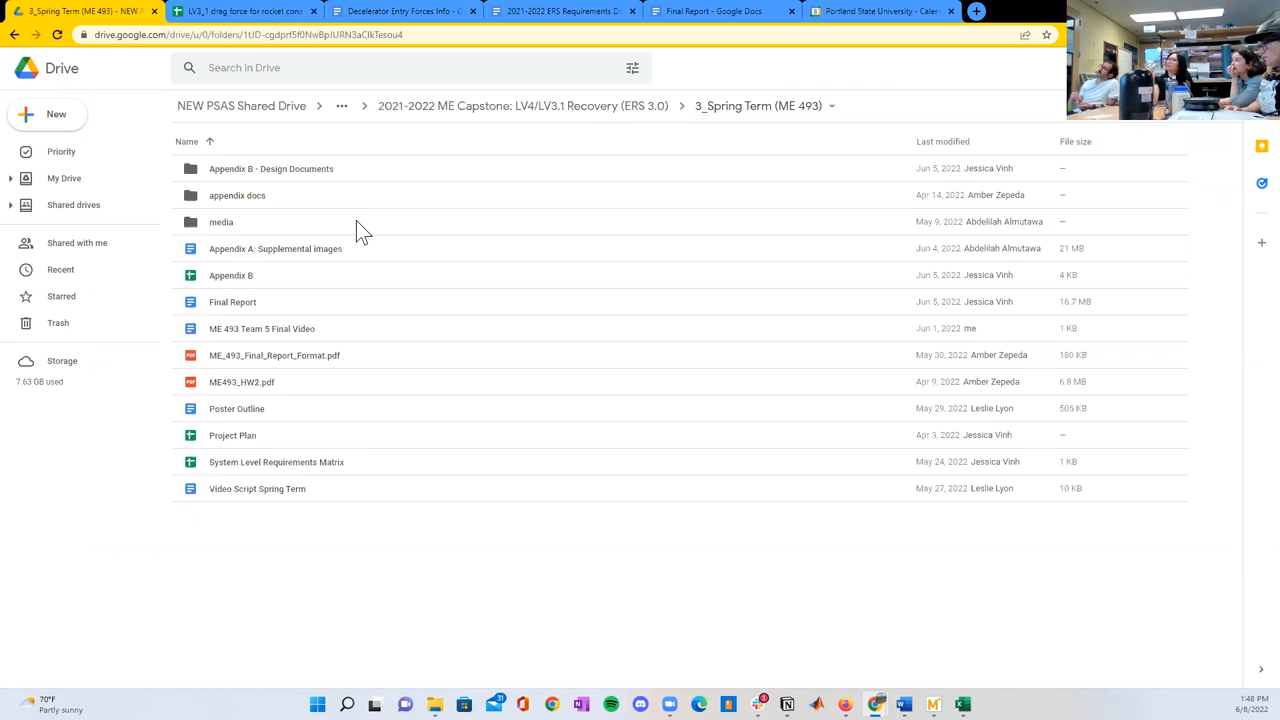 3_Spring Term (ME 493) - NEW P
LV3_1 drag force for rocket conc
Decelerator Entry Forces Info - G
2021-2022 ERS Requirements D
Final Report - Google Docs
Portland State University - Calen
drive.google.com/drive/u/0/folders/1tJD-cgdprf5f0NwBpJURN3aClkTesou4
Drive
Search in Drive
New
NEW PSAS Shared Drive
2021-2022 ME Capstone LV4/LV3.1 Recovery (ERS 3.0)
3_Spring Term (ME 493)
Priority
My Drive
Shared drives
Shared with me
Recent
Starred
Trash
Storage
7.63 GB used
Name Last modified File size
Appendix B - Design Documents Jun 5, 2022 Jessica Vinh –
appendix docs Apr 14, 2022 Amber Zepeda –
media May 9, 2022 Abdelilah Almutawa –
Appendix A: Supplemental images Jun 4, 2022 Abdelilah Almutawa 21 MB
Appendix B Jun 5, 2022 Jessica Vinh 4 KB
Final Report Jun 5, 2022 Jessica Vinh 16.7 MB
ME 493 Team 5 Final Video Jun 1, 2022 me 1 KB
ME_493_Final_Report_Format.pdf May 30, 2022 Amber Zepeda 180 KB
ME493_HW2.pdf Apr 9, 2022 Amber Zepeda 6.8 MB
Poster Outline May 29, 2022 Leslie Lyon 505 KB
Project Plan Apr 3, 2022 Jessica Vinh –
System Level Requirements Matrix May 24, 2022 Jessica Vinh 1 KB
Video Script Spring Term May 27, 2022 Leslie Lyon 10 KB
70°F
Partly sunny
31
1:48 PM
6/8/2022